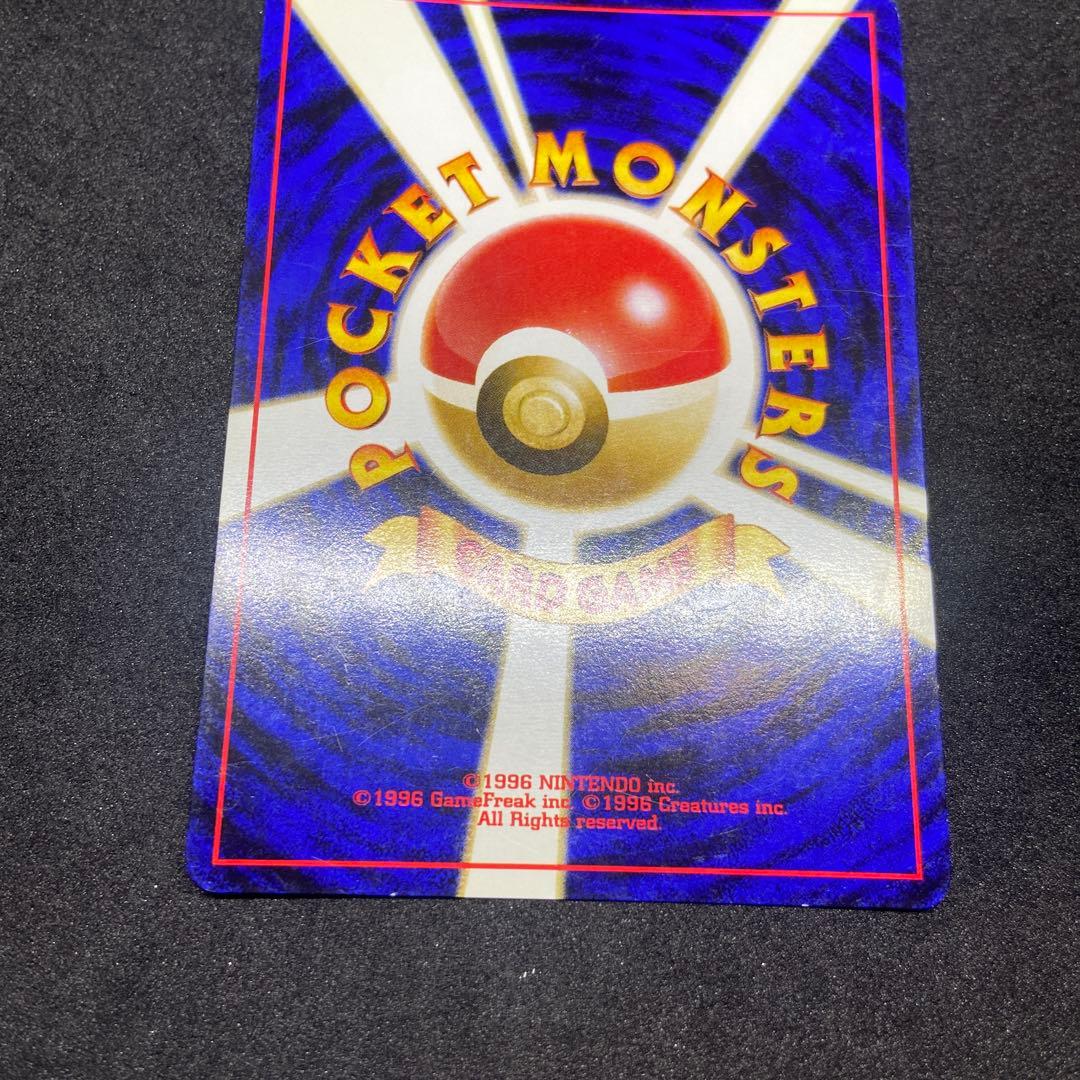 POCKET MONSTERS
CARD GAME
©1996 NINTENDO inc.
©1996 GameFreak inc. ©1996 Creatures inc.
All Rights reserved.